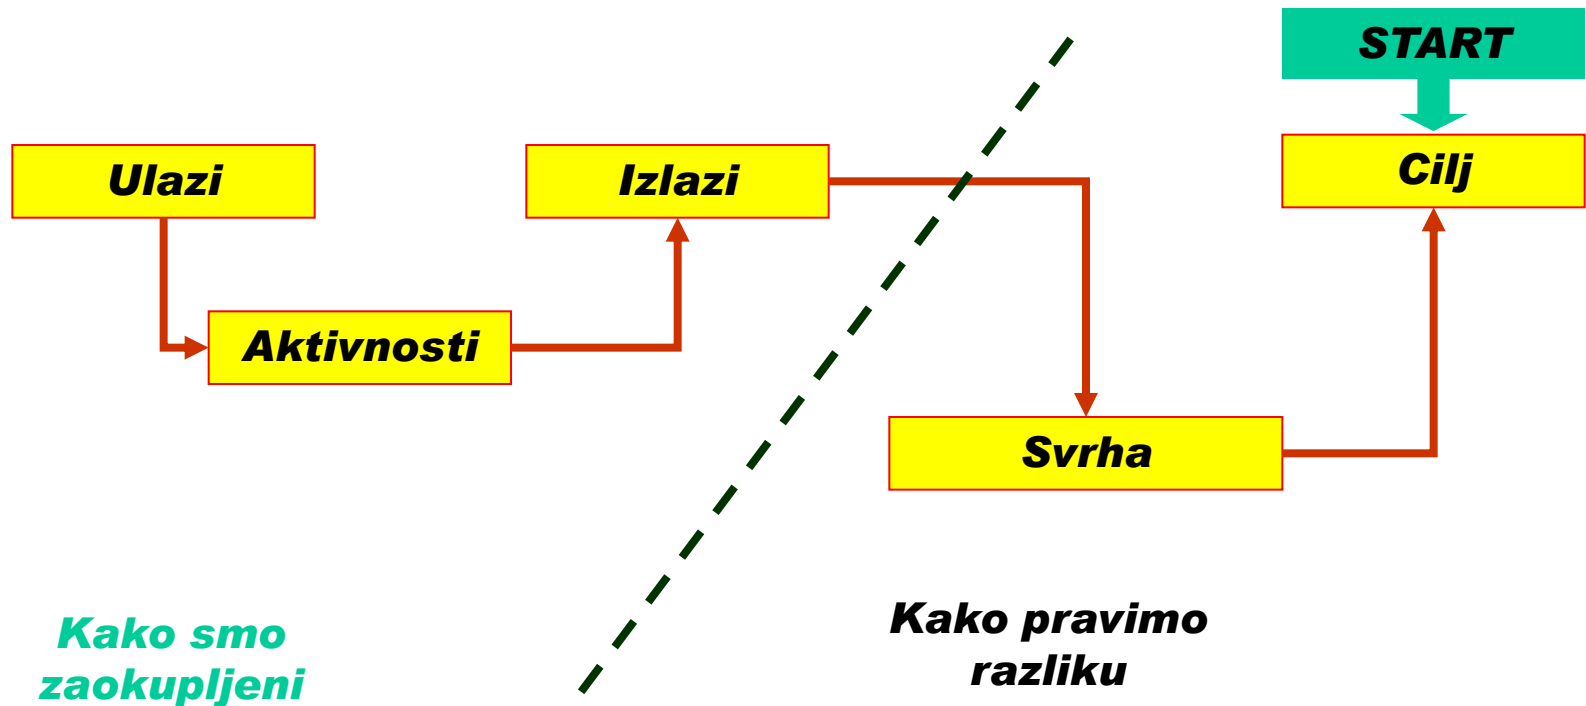 START
Ulazi
Izlazi
Cilj
Aktivnosti
Svrha
Kako smo
zaokupljeni
Kako pravimo
razliku